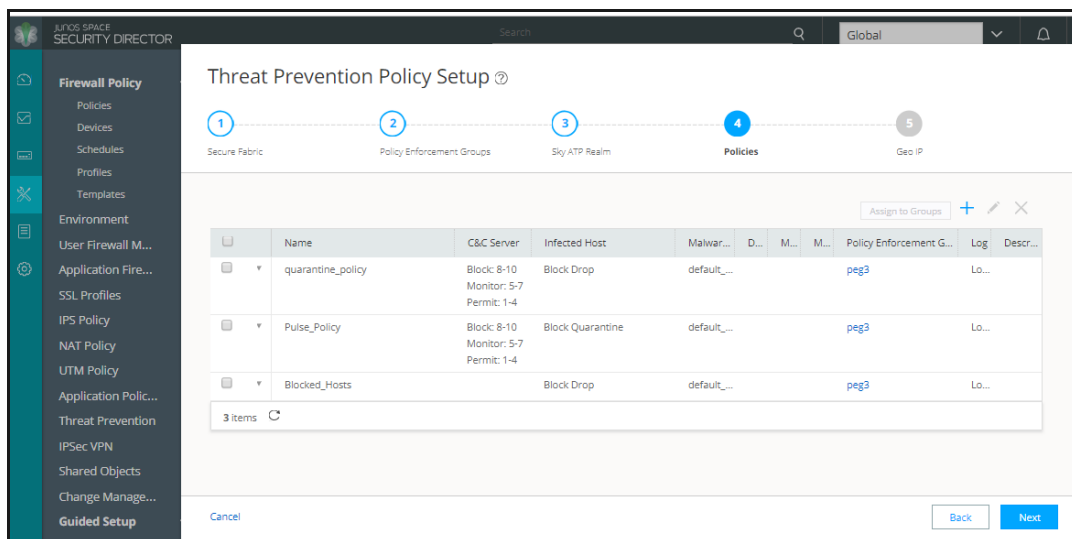 JUNOS SPACE
SECURITY DIRECTOR
Search
Global
Firewall Policy
Policies
Devices
Schedules
Profiles
Templates
Environment
User Firewall M...
Application Fire...
SSL Profiles
IPS Policy
NAT Policy
UTM Policy
Application Polic...
Threat Prevention
IPSec VPN
Shared Objects
Change Manage...
Guided Setup
Threat Prevention Policy Setup ?
1 2 3 4 5
Secure Fabric Policy Enforcement Groups Sky ATP Realm Policies Geo IP
Assign to Groups
Name C&C Server Infected Host Malwar... D... M... M... Policy Enforcement G... Log Descr...
quarantine_policy Block: 8-10 Block Drop default_... peg3 Lo...
Monitor: 5-7
Permit: 1-4
Pulse_Policy Block: 8-10 Block Quarantine default_... peg3 Lo...
Monitor: 5-7
Permit: 1-4
Blocked_Hosts Block Drop default_... peg3 Lo...
3 items
Cancel Back Next